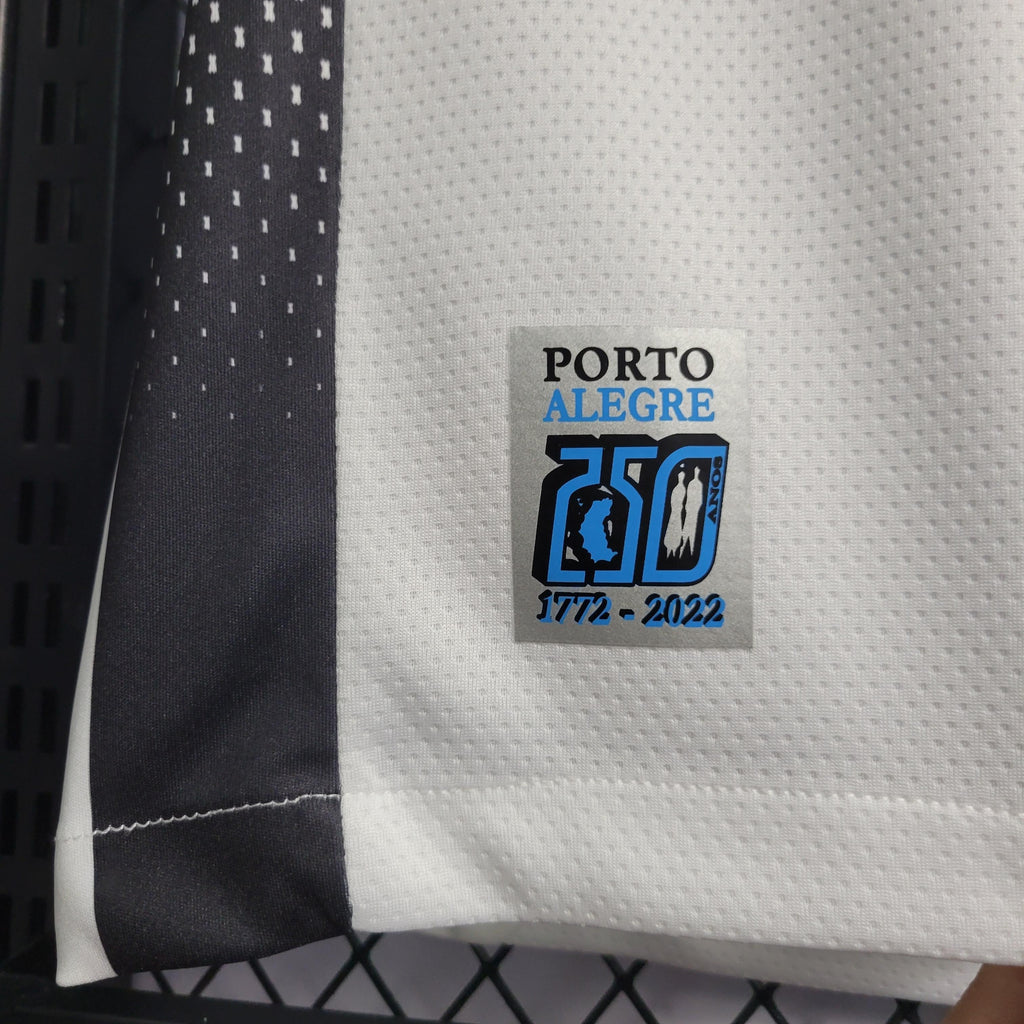 PORTO
ALEGRE
250
ANOS
1772 - 2022